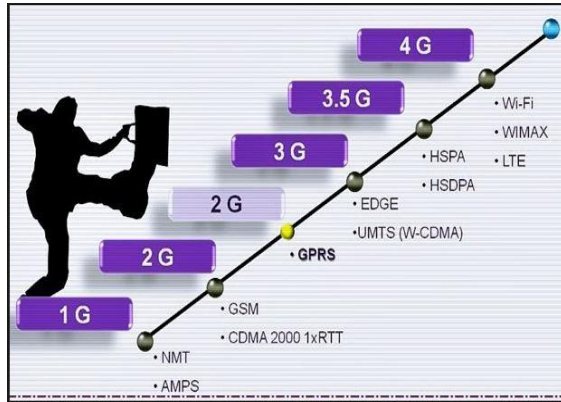 4 G
• Wi-Fi
• WIMAX
• LTE
3.5 G
• HSPA
• HSDPA
3 G
• EDGE
•UMTS (W-CDMA)
2 G
• GPRS
2 G
• GSM
• CDMA 2000 1xRTT
1 G
• NMT
• AMPS